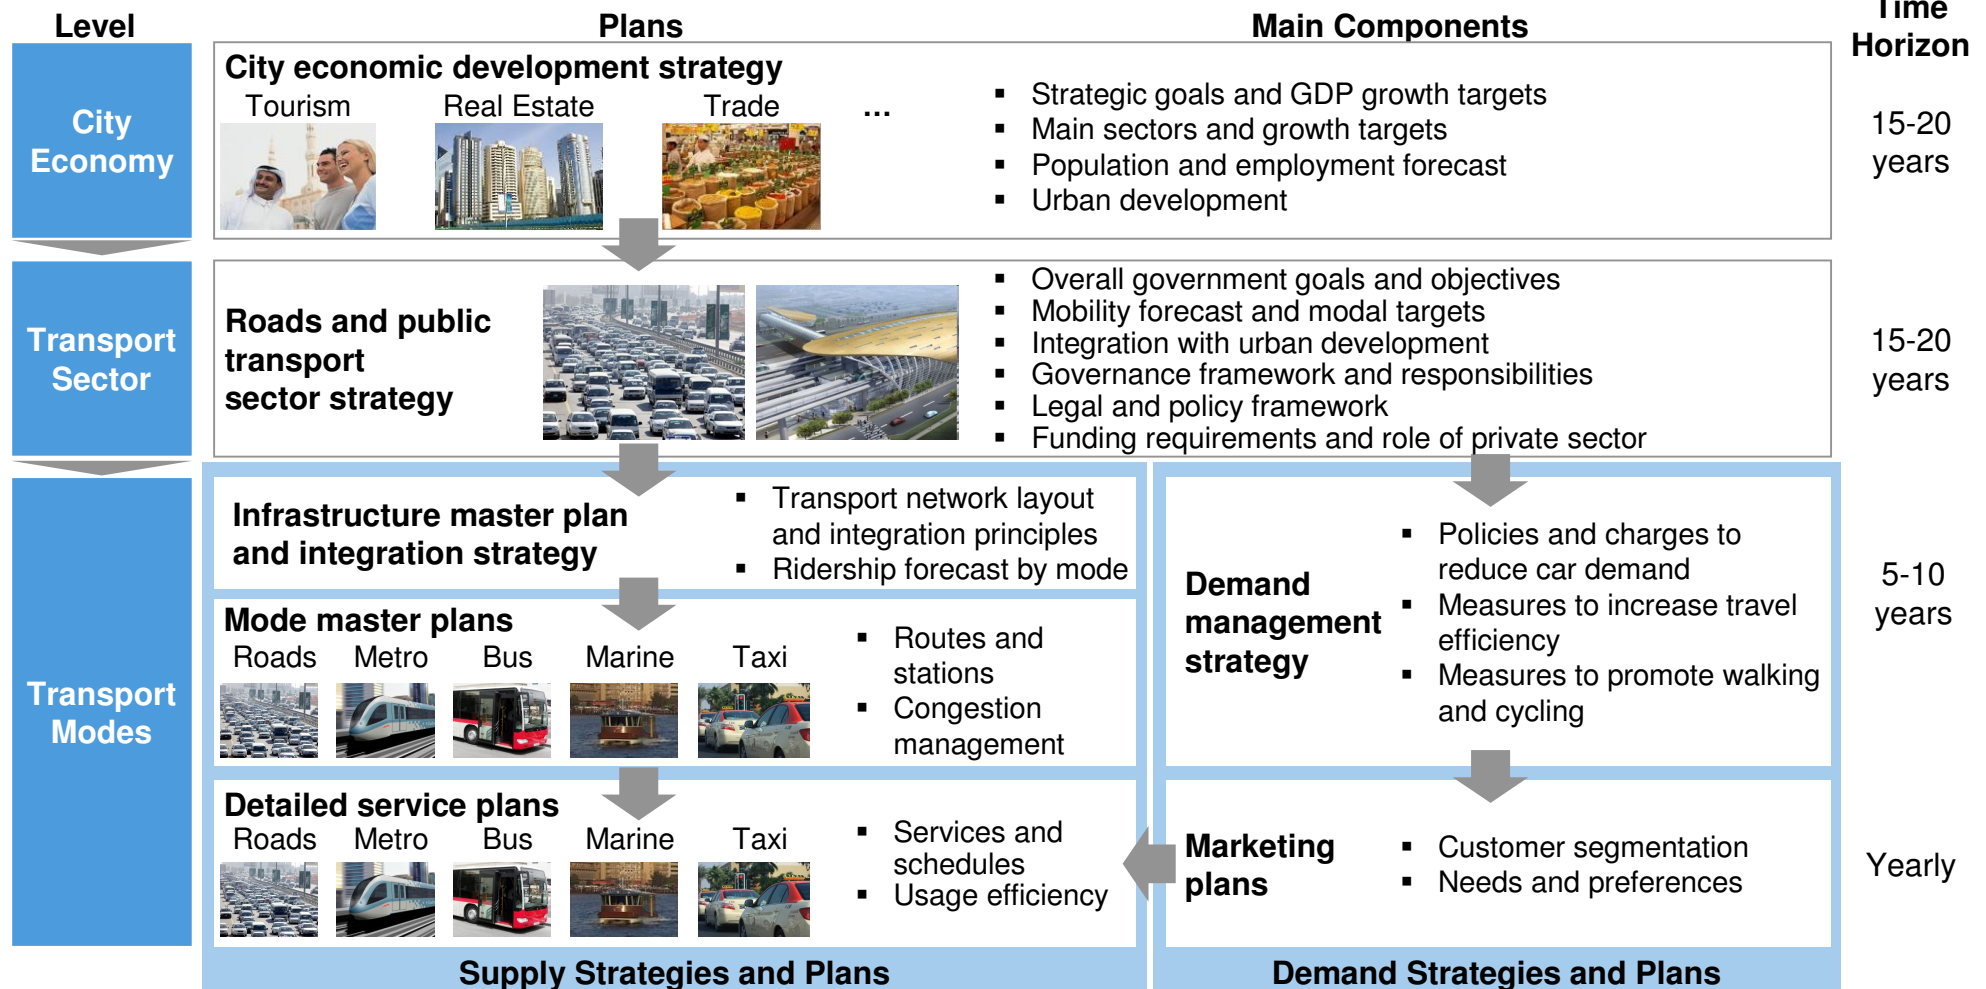 Level
Plans
Main Components
Time
Horizon
City
Economy
City economic development strategy
Tourism
Real Estate
Trade
...
▪ Strategic goals and GDP growth targets
▪ Main sectors and growth targets
▪ Population and employment forecast
▪ Urban development
15-20
years
Transport
Sector
Roads and public
transport
sector strategy
▪ Overall government goals and objectives
▪ Mobility forecast and modal targets
▪ Integration with urban development
▪ Governance framework and responsibilities
▪ Legal and policy framework
▪ Funding requirements and role of private sector
15-20
years
Transport
Modes
Infrastructure master plan
and integration strategy
▪ Transport network layout
and integration principles
▪ Ridership forecast by mode
Mode master plans
Roads
Metro
Bus
Marine
Taxi
▪ Routes and
stations
▪ Congestion
management
Detailed service plans
Roads
Metro
Bus
Marine
Taxi
▪ Services and
schedules
▪ Usage efficiency
Supply Strategies and Plans
Demand
management
strategy
▪ Policies and charges to
reduce car demand
▪ Measures to increase travel
efficiency
▪ Measures to promote walking
and cycling
5-10
years
Marketing
plans
▪ Customer segmentation
▪ Needs and preferences
Yearly
Demand Strategies and Plans